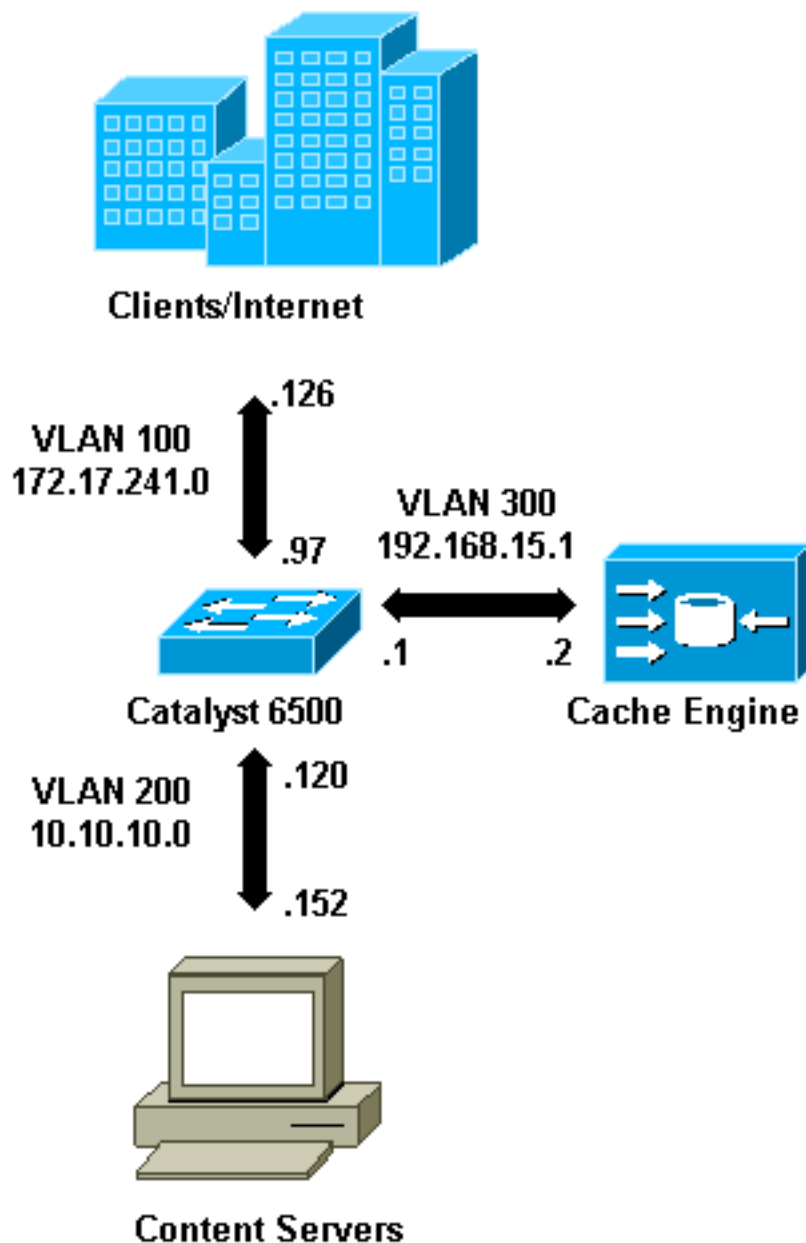 Clients/Internet
.126
VLAN 100
172.17.241.0
.97
VLAN 300
192.168.15.1
.1
.2
Catalyst 6500
Cache Engine
VLAN 200
10.10.10.0
.120
.152
Content Servers